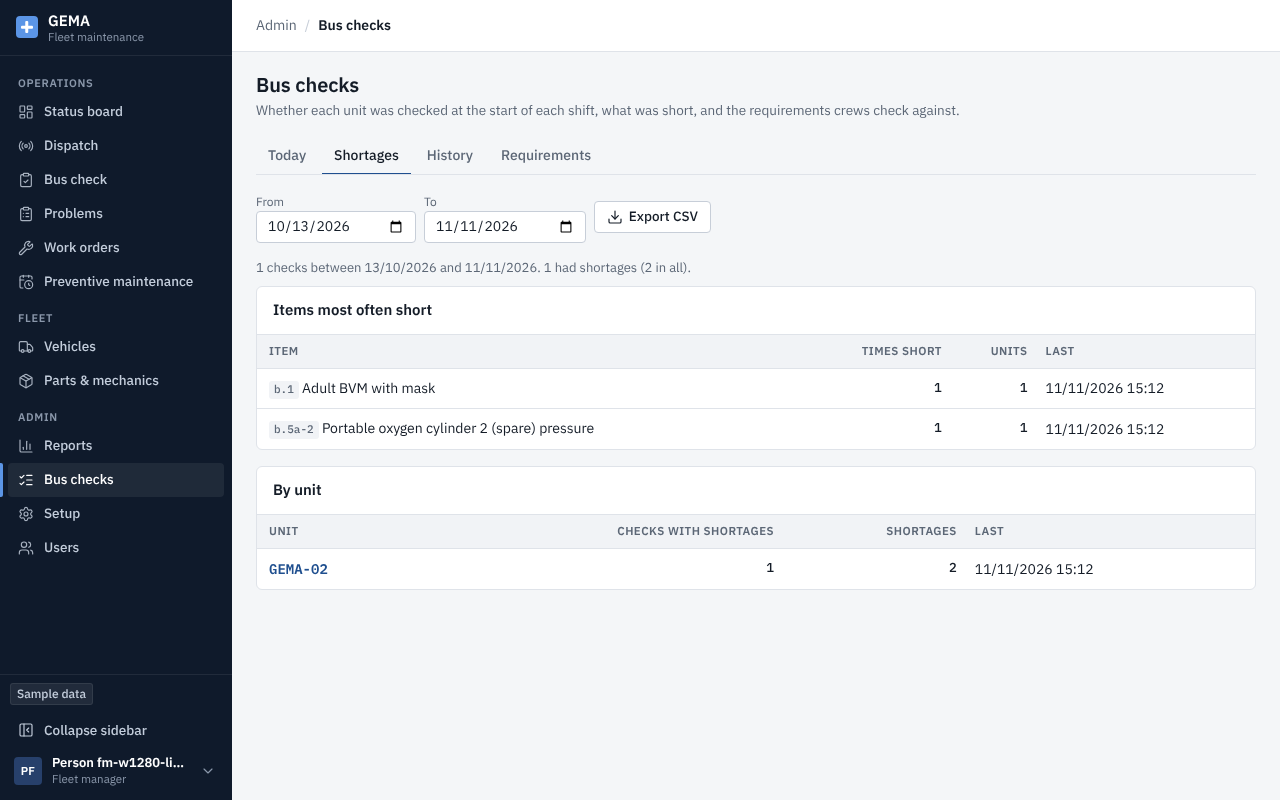 GEMA
Fleet maintenance
OPERATIONS
Status board
Dispatch
Bus check
Problems
Work orders
Preventive maintenance
FLEET
Vehicles
Parts & mechanics
ADMIN
Reports
Bus checks
Setup
Users
Sample data
Collapse sidebar
PF
Person fm-w1280-li...
Fleet manager
Admin / Bus checks
Bus checks
Whether each unit was checked at the start of each shift, what was short, and the requirements crews check against.
Today Shortages History Requirements
From To
10/13/2026 11/11/2026 Export CSV
1 checks between 13/10/2026 and 11/11/2026. 1 had shortages (2 in all).
Items most often short
ITEM TIMES SHORT UNITS LAST
b.1 Adult BVM with mask 1 1 11/11/2026 15:12
b.5a-2 Portable oxygen cylinder 2 (spare) pressure 1 1 11/11/2026 15:12
By unit
UNIT CHECKS WITH SHORTAGES SHORTAGES LAST
GEMA-02 1 2 11/11/2026 15:12